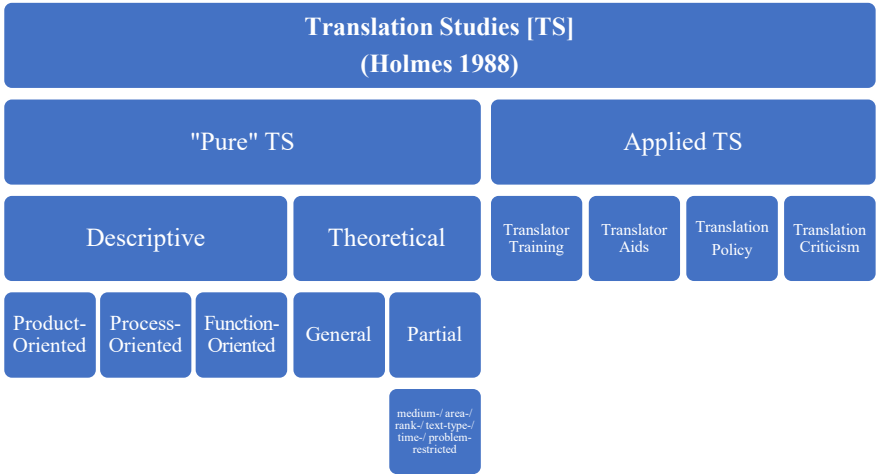 Translation Studies [TS]
(Holmes 1988)
"Pure" TS
Applied TS
Descriptive
Theoretical
Translator
Training
Translator
Aids
Translation
Policy
Translation
Criticism
Product-
Oriented
Process-
Oriented
Function-
Oriented
General
Partial
medium-/ area-/
rank-/ text-type-/
time-/ problem-
restricted